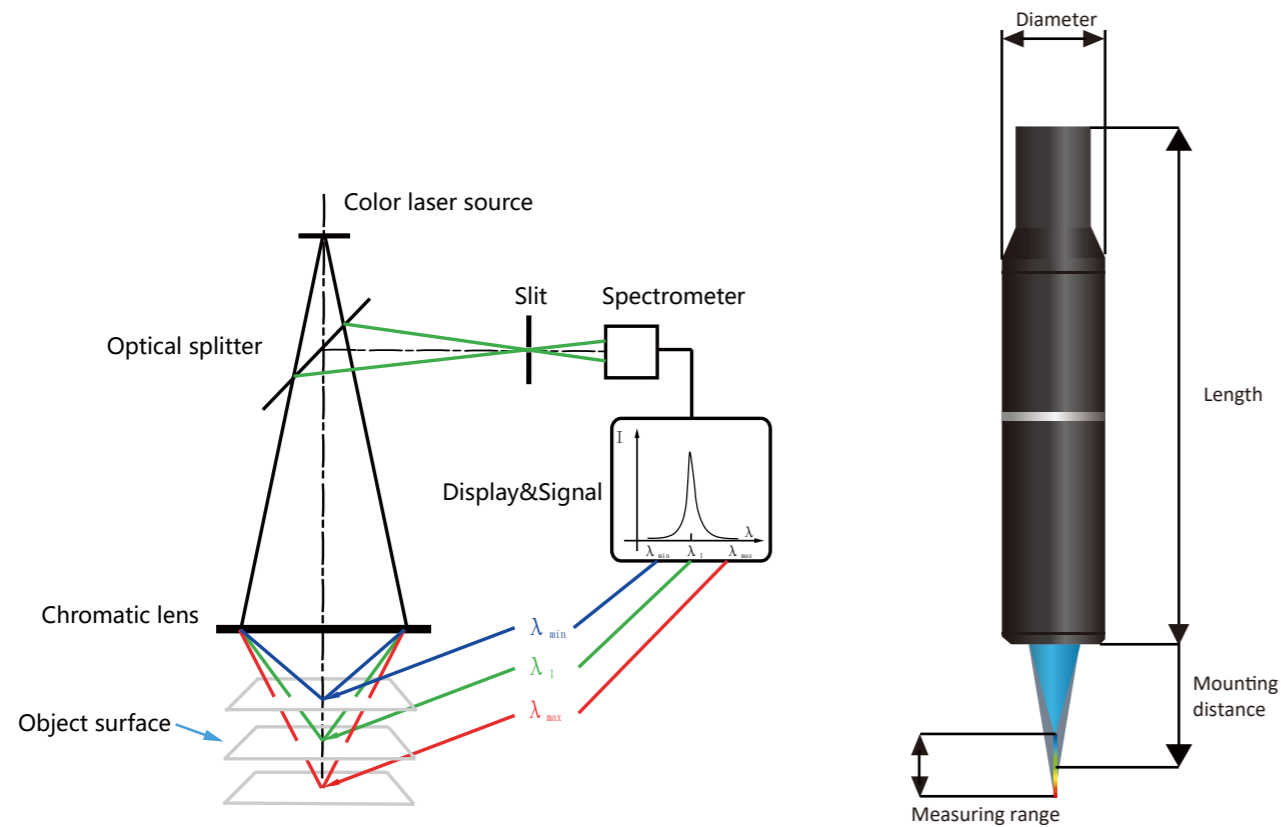 Diameter
Color laser source
Slit
Spectrometer
Optical splitter
Length
I
Display&Signal
λ
λ min
λ 1
λ max
Chromatic lens
λ min
λ 1
λ max
Object surface
Mounting
distance
Measuring range